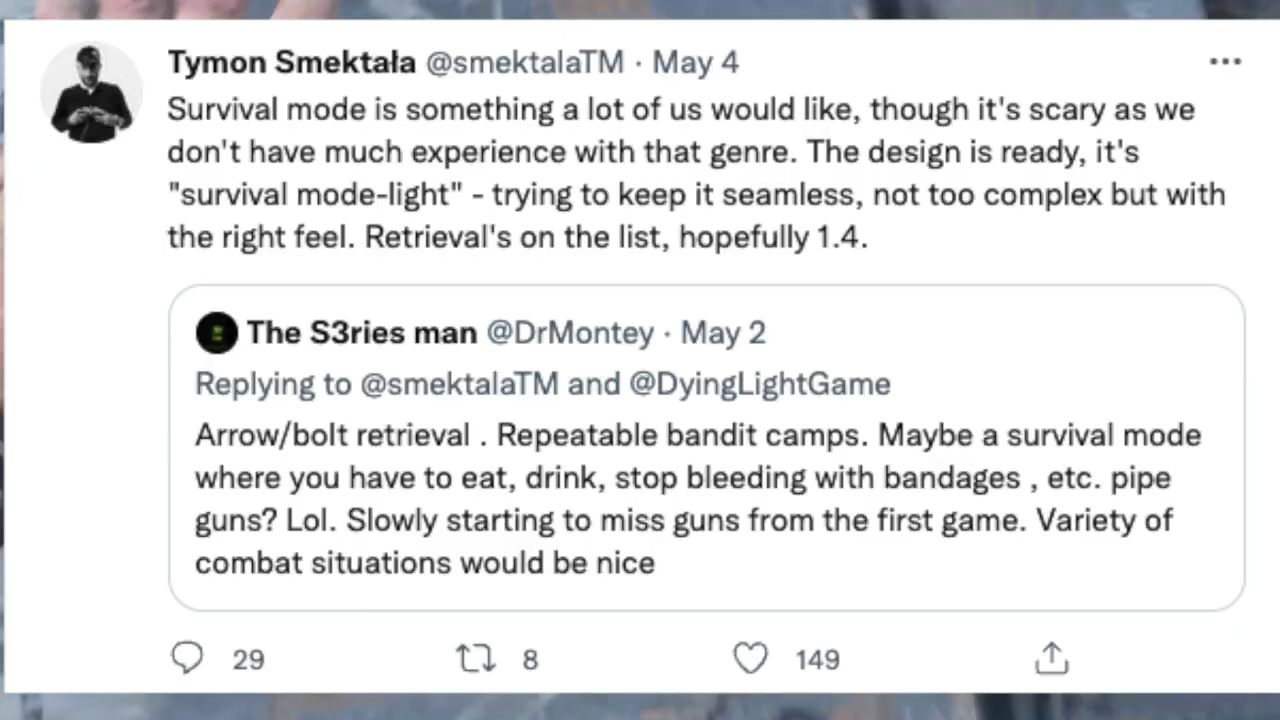 Tymon Smektała @smektalaTM · May 4
Survival mode is something a lot of us would like, though it's scary as we
don't have much experience with that genre. The design is ready, it's
"survival mode-light" - trying to keep it seamless, not too complex but with
the right feel. Retrieval's on the list, hopefully 1.4.
The S3ries man @DrMontey · May 2
Replying to @smektalaTM and @DyingLightGame
Arrow/bolt retrieval . Repeatable bandit camps. Maybe a survival mode
where you have to eat, drink, stop bleeding with bandages , etc. pipe
guns? Lol. Slowly starting to miss guns from the first game. Variety of
combat situations would be nice
29 8 149